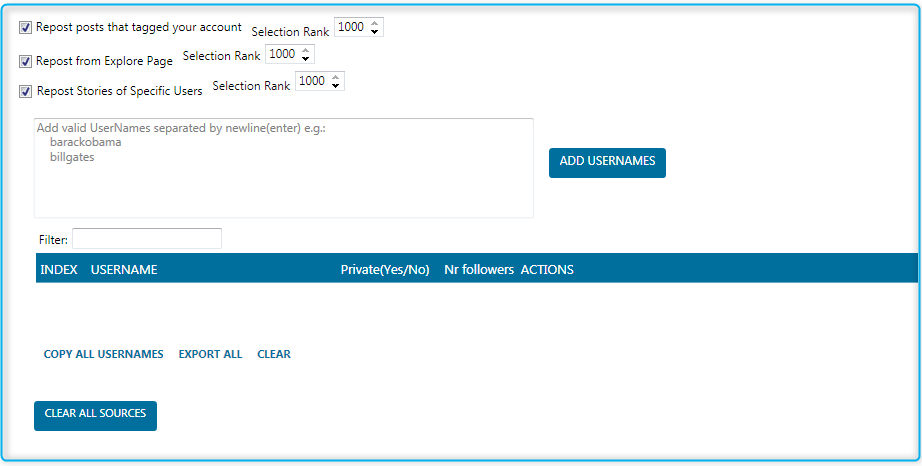 Repost posts that tagged your account Selection Rank 1000
Repost from Explore Page Selection Rank 1000
Repost Stories of Specific Users Selection Rank 1000
Add valid UserNames separated by newline(enter) e.g.:
barackobama
billgates
ADD USERNAMES
Filter:
INDEX USERNAME Private(Yes/No) Nr followers ACTIONS
COPY ALL USERNAMES EXPORT ALL CLEAR
CLEAR ALL SOURCES